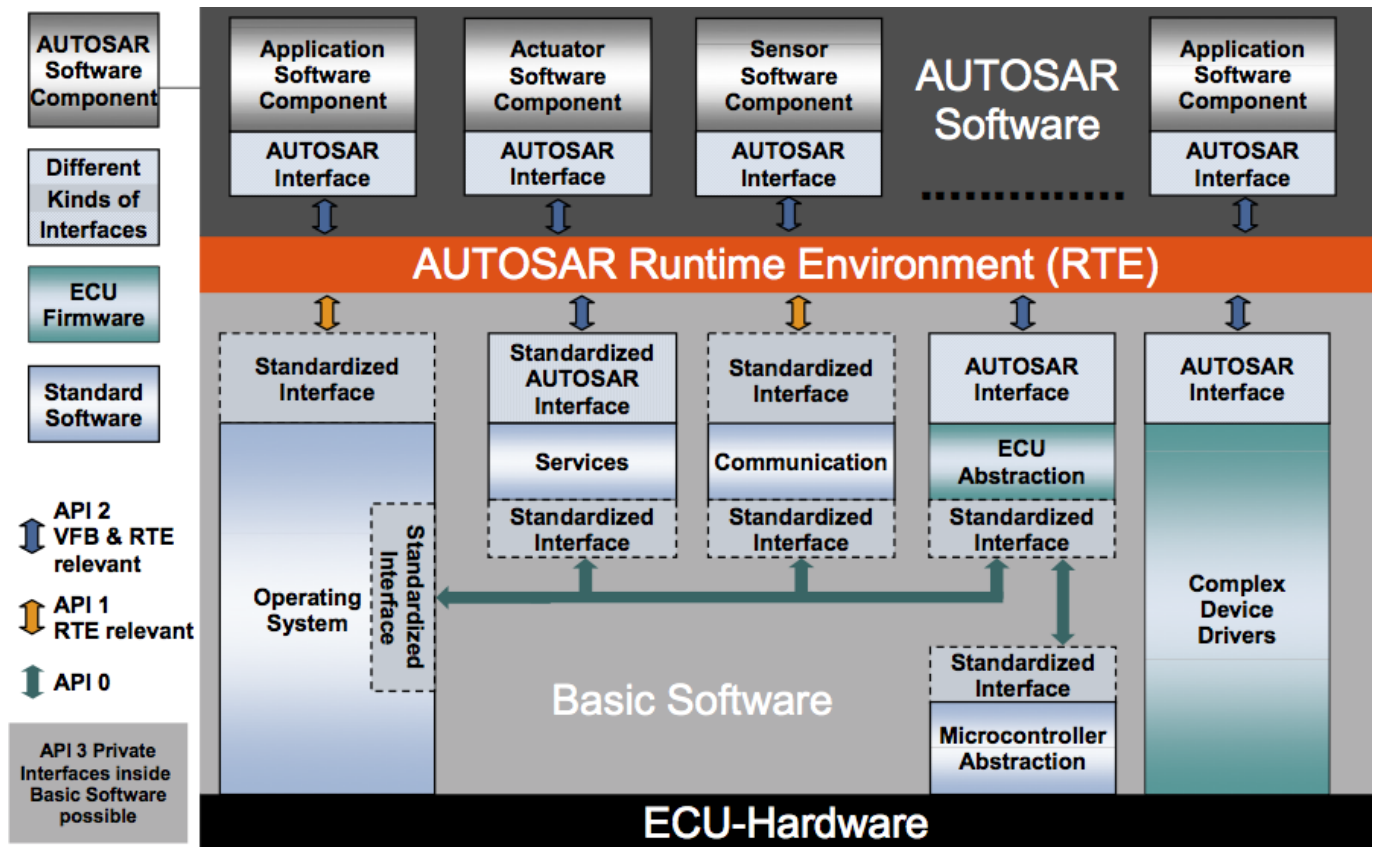 AUTOSAR
Software
Component
Different
Kinds of
Interfaces
ECU
Firmware
Standard
Software
API 2
VFB & RTE
relevant
API 1
RTE relevant
API 0
API 3 Private
Interfaces inside
Basic Software
possible
Application
Software
Component
AUTOSAR
Interface
Actuator
Software
Component
AUTOSAR
Interface
Sensor
Software
Component
AUTOSAR
Interface
AUTOSAR
Software
..............
Application
Software
Component
AUTOSAR
Interface
AUTOSAR Runtime Environment (RTE)
Standardized
Interface
Operating
System
Standardized
Interface
Standardized
AUTOSAR
Interface
Services
Standardized
Interface
Standardized
Interface
Communication
Standardized
Interface
AUTOSAR
Interface
ECU
Abstraction
Standardized
Interface
Standardized
Interface
Microcontroller
Abstraction
AUTOSAR
Interface
Complex
Device
Drivers
Basic Software
ECU-Hardware